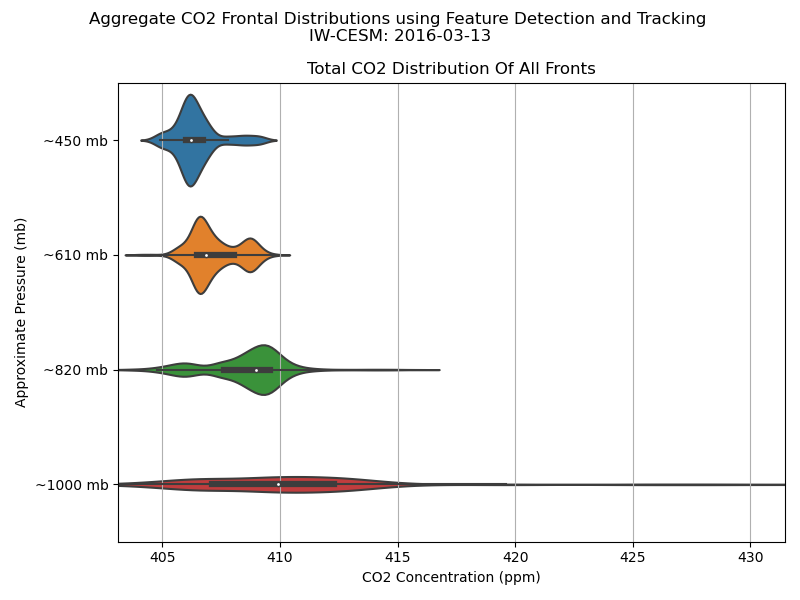 Aggregate CO2 Frontal Distributions using Feature Detection and Tracking
IW-CESM: 2016-03-13
Total CO2 Distribution Of All Fronts
~450 mb
~610 mb
~820 mb
~1000 mb
Approximate Pressure (mb)
405 410 415 420 425 430
CO2 Concentration (ppm)